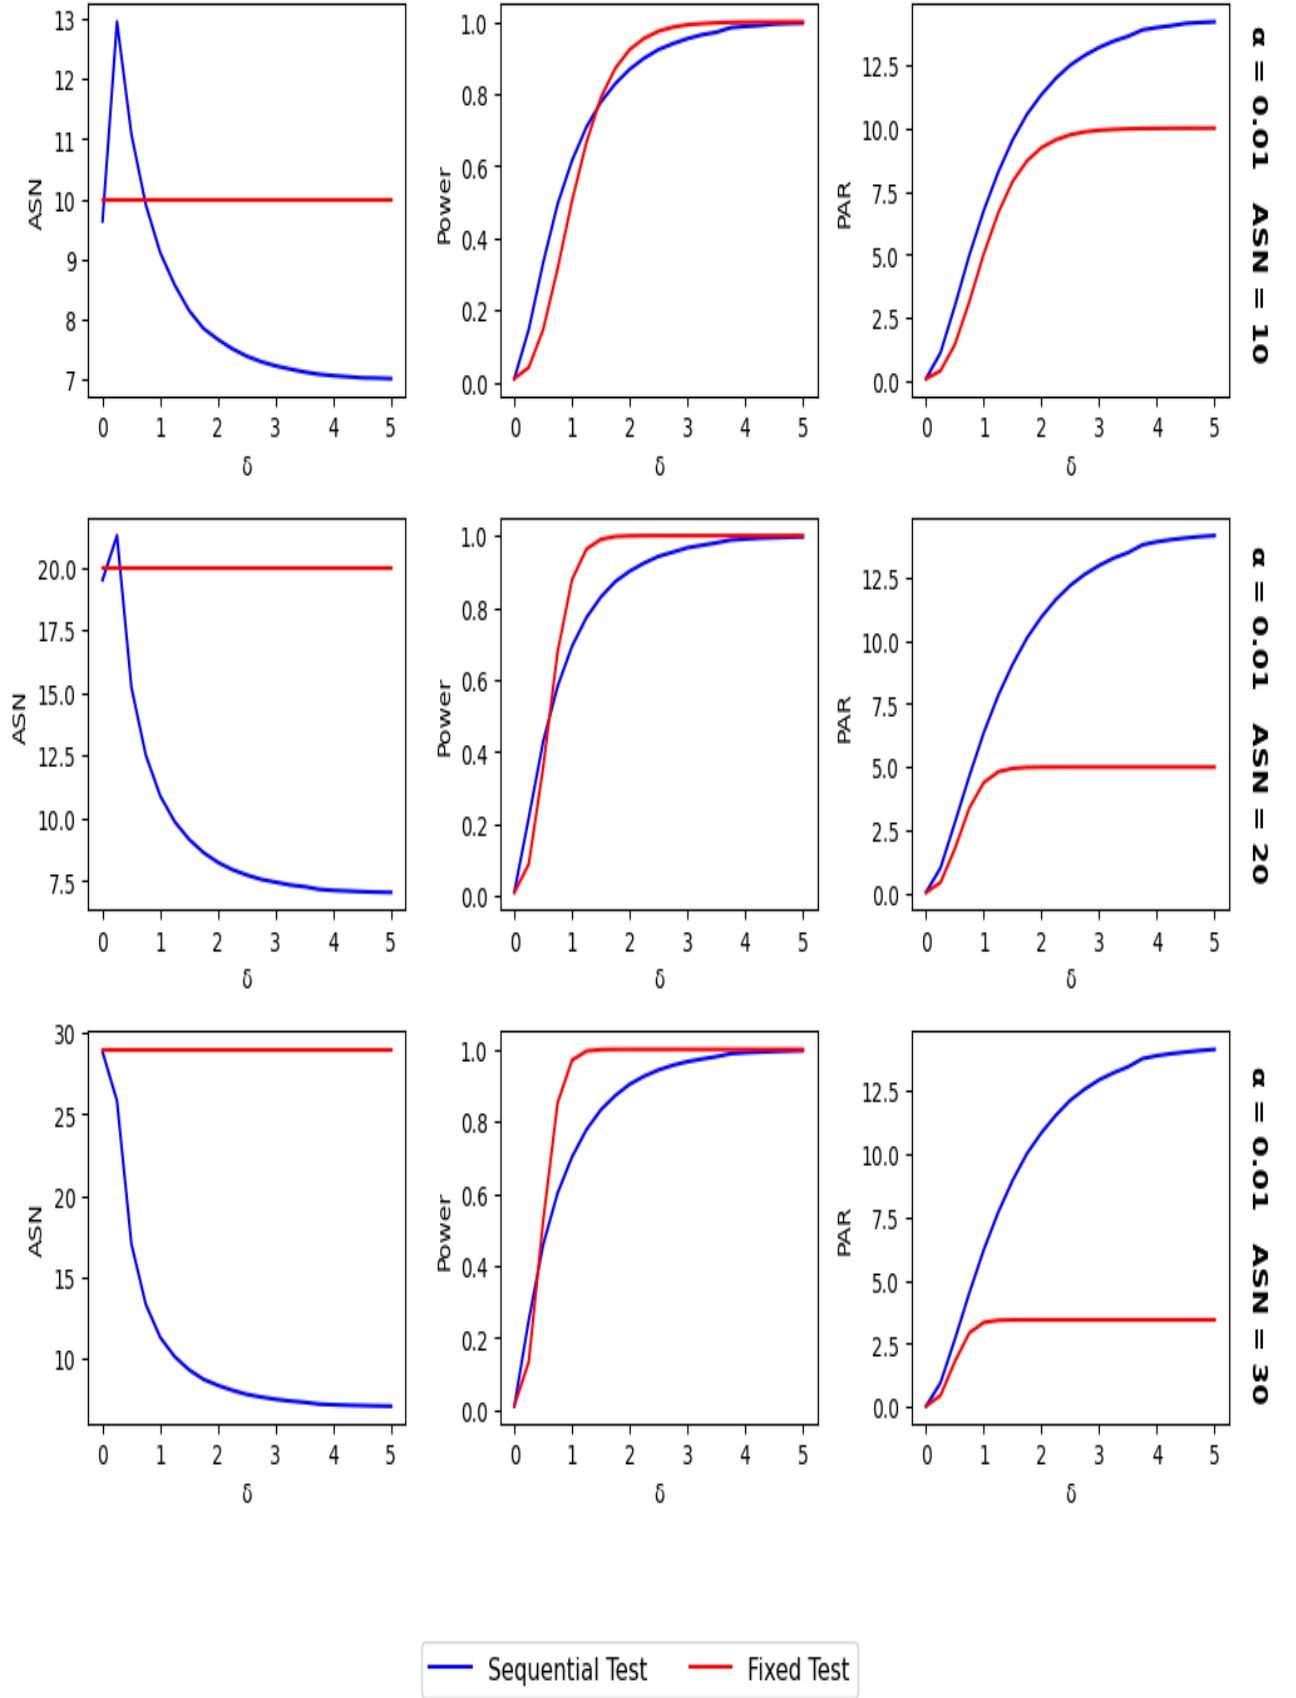 13
12
11
10
9
8
7
ASN
0 1 2 3 4 5
δ
1.0
0.8
0.6
0.4
0.2
0.0
Power
0 1 2 3 4 5
δ
12.5
10.0
7.5
5.0
2.5
0.0
PAR
0 1 2 3 4 5
δ
α = 0.01 ASN = 10
20.0
17.5
15.0
12.5
10.0
7.5
ASN
0 1 2 3 4 5
δ
1.0
0.8
0.6
0.4
0.2
0.0
Power
0 1 2 3 4 5
δ
12.5
10.0
7.5
5.0
2.5
0.0
PAR
0 1 2 3 4 5
δ
α = 0.01 ASN = 20
30
25
20
15
10
ASN
0 1 2 3 4 5
δ
1.0
0.8
0.6
0.4
0.2
0.0
Power
0 1 2 3 4 5
δ
12.5
10.0
7.5
5.0
2.5
0.0
PAR
0 1 2 3 4 5
δ
α = 0.01 ASN = 30
Sequential Test
Fixed Test